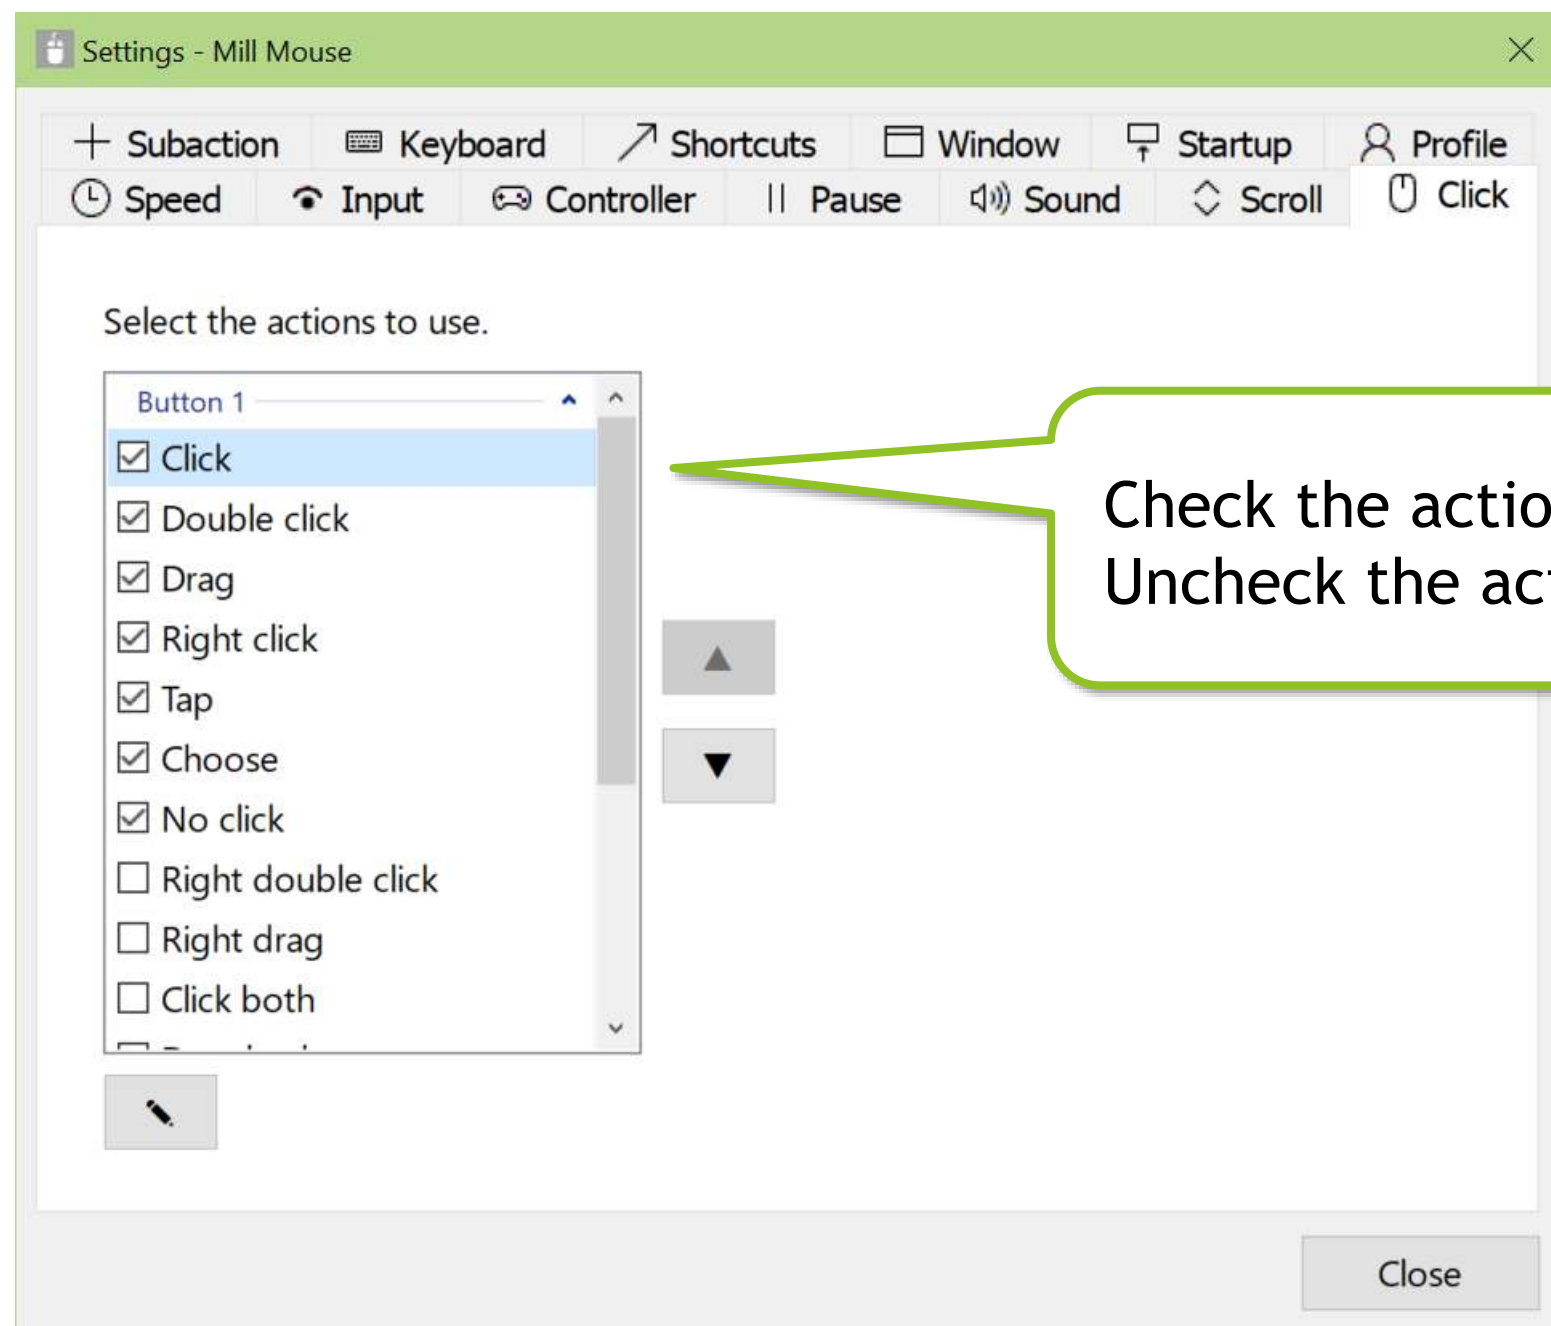 Settings - Mill Mouse
Subaction Keyboard Shortcuts Window Startup Profile
Speed Input Controller Pause Sound Scroll Click
Select the actions to use.
Button 1
Click
Double click
Drag
Right click
Tap
Choose
No click
Right double click
Right drag
Click both
Check the
Uncheck the
Close